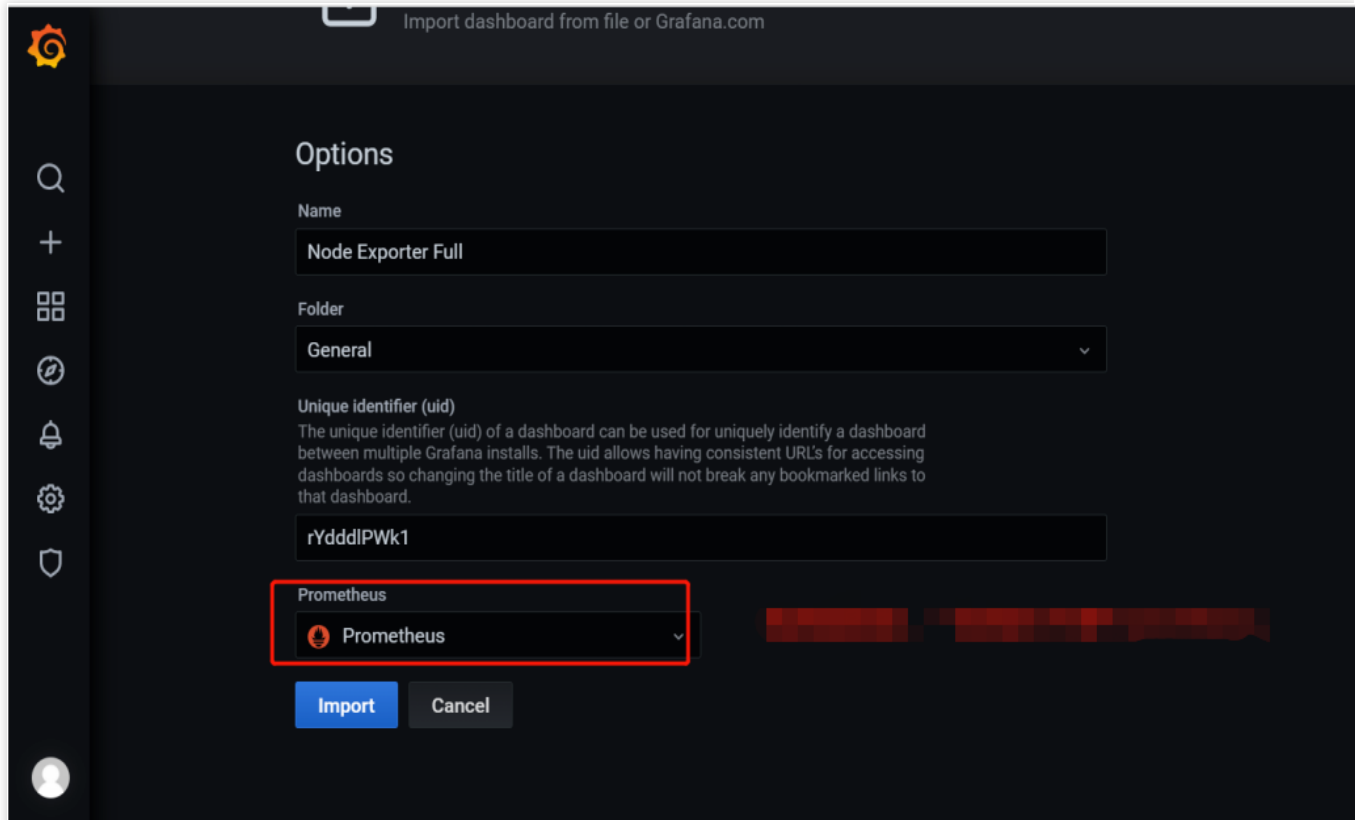 Import dashboard from file or Grafana.com
Options
Name
Node Exporter Full
Folder
General
Unique identifier (uid)
The unique identifier (uid) of a dashboard can be used for uniquely identify a dashboard
between multiple Grafana installs. The uid allows having consistent URL's for accessing
dashboards so changing the title of a dashboard will not break any bookmarked links to
that dashboard.
rYdddlPWk1
Prometheus
Prometheus
Import
Cancel